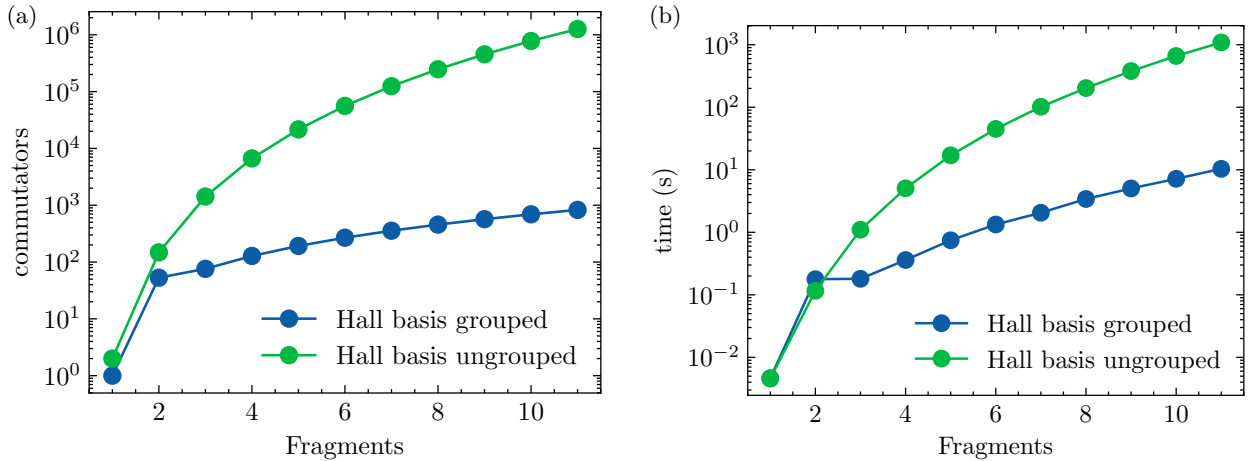 (a)
commutators
10^6
10^5
10^4
10^3
10^2
10^1
10^0
2 4 6 8 10
Fragments
Hall basis grouped
Hall basis ungrouped
(b)
time (s)
10^3
10^2
10^1
10^0
10^−1
10^−2
2 4 6 8 10
Fragments
Hall basis grouped
Hall basis ungrouped